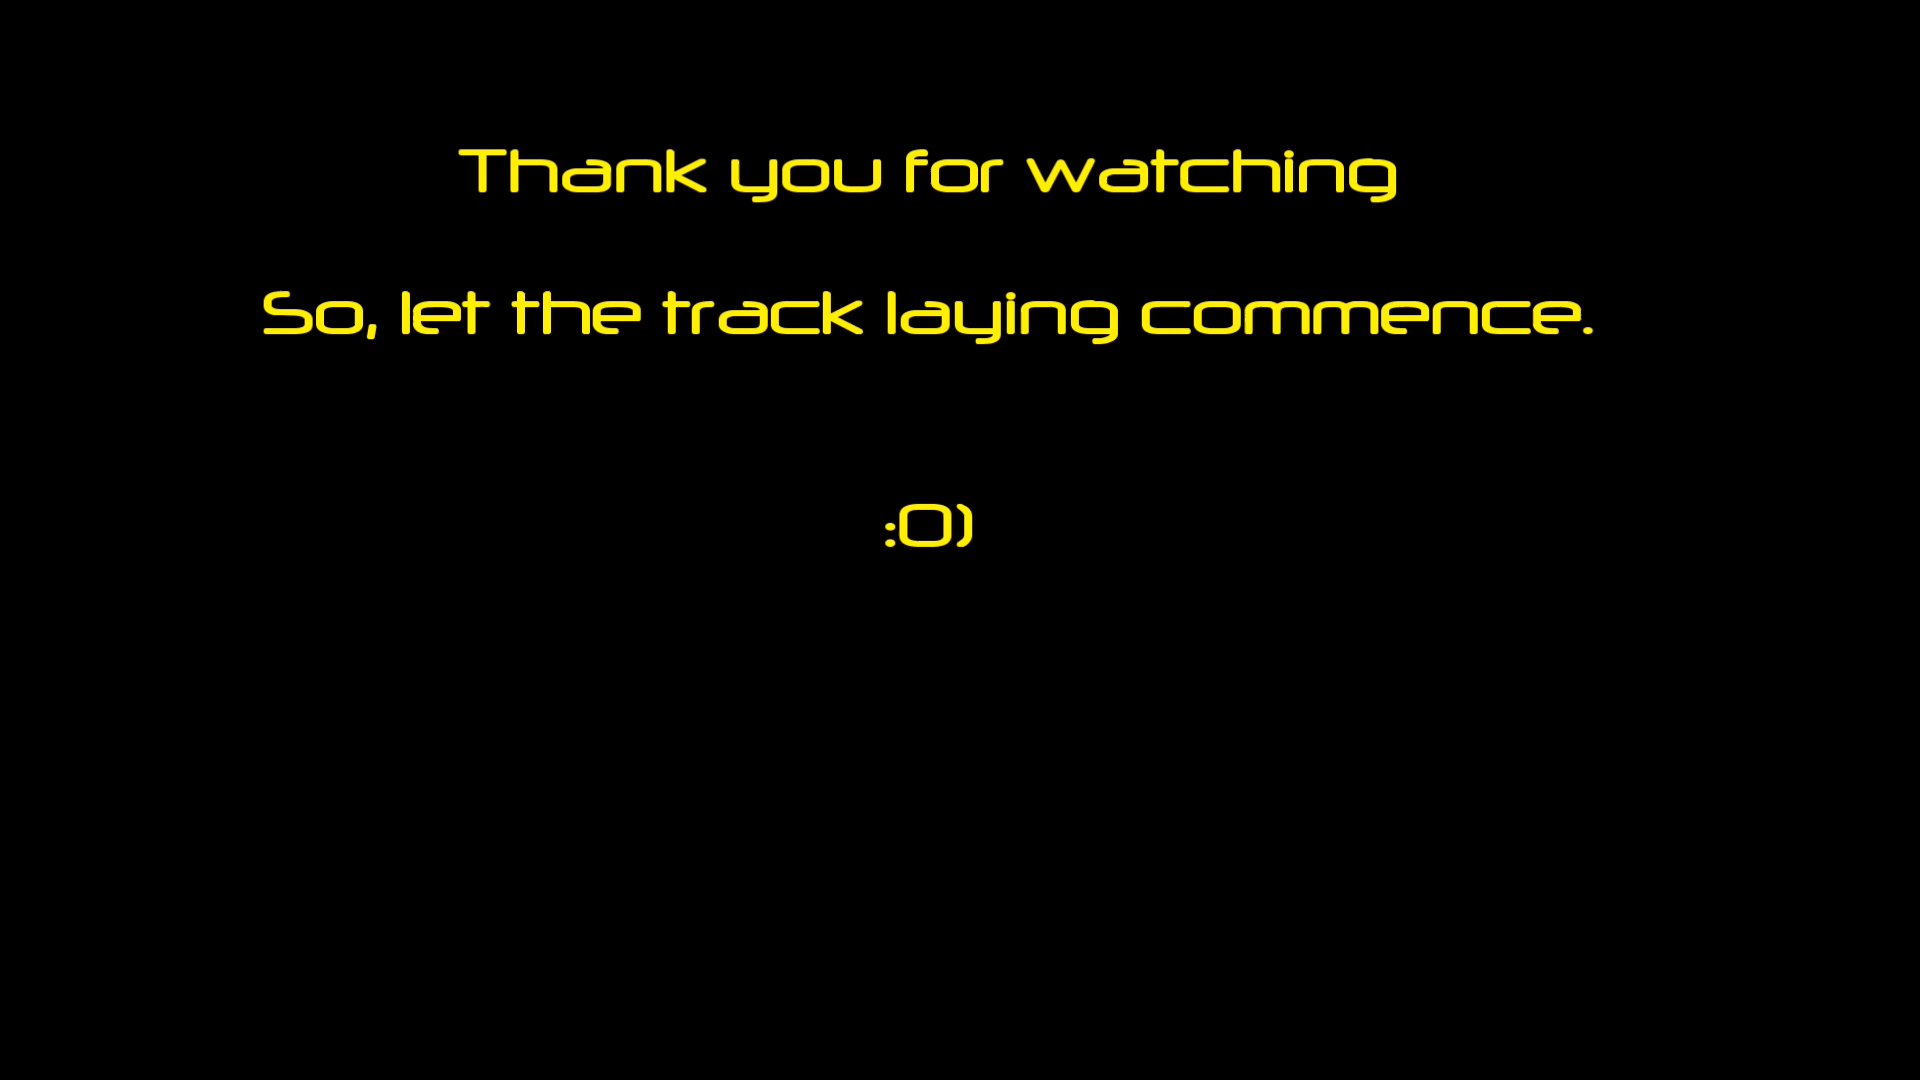 Thank you for watching
So, let the track laying commence.
:O)